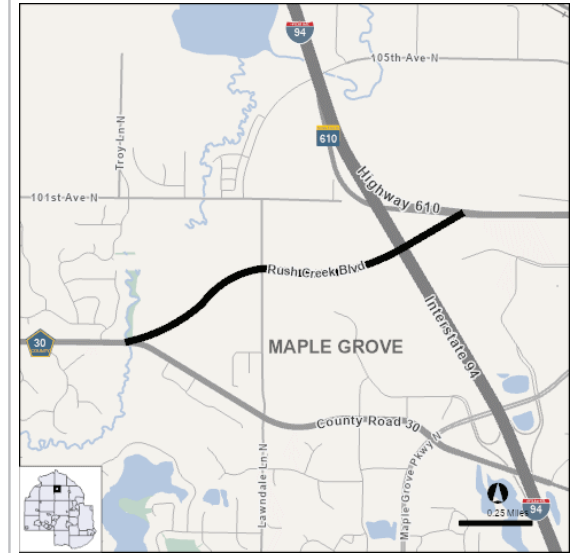 94
105th Ave N
610
Troy Ln N
Highway 610
101st Ave N
Rush Creek Blvd
Interstate 94
30
MAPLE GROVE
County Road 30
Maple Grove Pkwy N
Lawndale Ln N
94
0.25 Miles